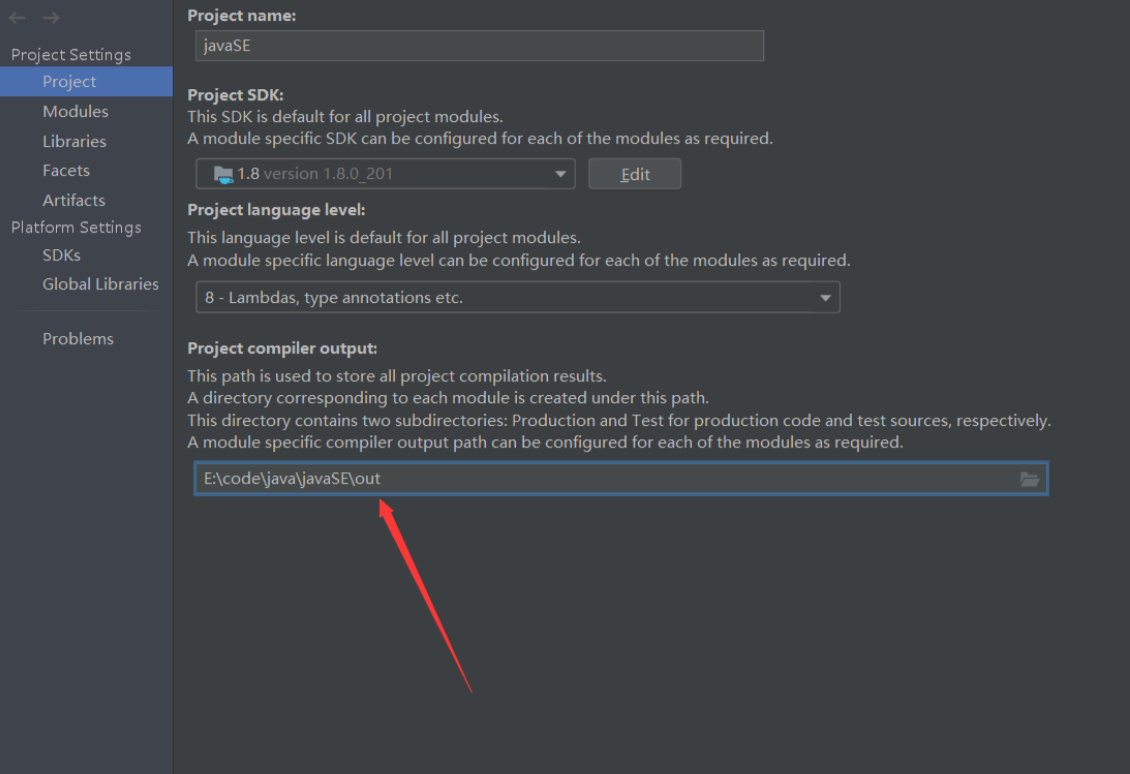 Project Settings
Project
Modules
Libraries
Facets
Artifacts
Platform Settings
SDKs
Global Libraries
Problems
Project name:
javaSE
Project SDK:
This SDK is default for all project modules.
A module specific SDK can be configured for each of the modules as required.
1.8 version 1.8.0_201
Edit
Project language level:
This language level is default for all project modules.
A module specific language level can be configured for each of the modules as required.
8 - Lambdas, type annotations etc.
Project compiler output:
This path is used to store all project compilation results.
A directory corresponding to each module is created under this path.
This directory contains two subdirectories: Production and Test for production code and test sources, respectively.
A module specific compiler output path can be configured for each of the modules as required.
E:\code\java\javaSE\out